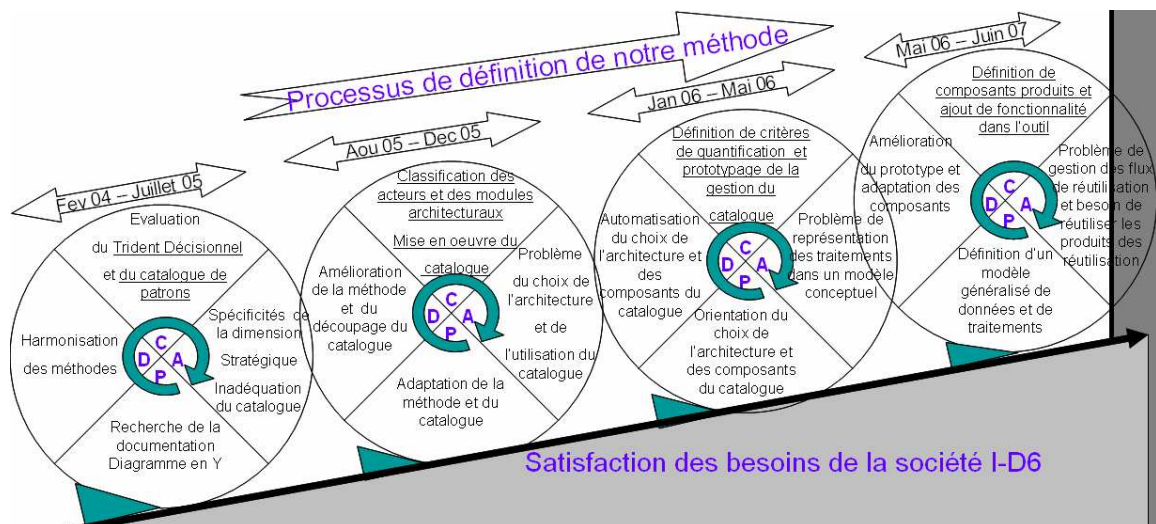 Processus de définition de notre méthode
Fev 04 – Juillet 05
Evaluation
du Trident Décisionnel
et du catalogue de
patrons
Harmonisation
des méthodes
C
D
A
P
Spécificités de
la dimension
Stratégique
Inadéquation
du catalogue
Recherche de la
documentation
Diagramme en Y
Aou 05 – Dec 05
Classification des
acteurs et des modules
architecturaux
Mise en oeuvre du
catalogue
Amélioration
de la méthode
et du
découpage du
catalogue
C
D
A
P
Problème
du choix de
l'architecture
et de
l'utilisation du
catalogue
Adaptation de la
méthode et du
catalogue
Jan 06 – Mai 06
Définition de critères
de quantification et
prototypage de la
gestion du
catalogue
Automatisation
du choix de
l'architecture et
des
composants du
catalogue
C
D
A
P
Problème de
représentation
des traitements
dans un modèle
conceptuel
Orientation du
choix de
l'architecture et
des composants
du catalogue
Mai 06 – Juin 07
Définition de
composants produits et
ajout de fonctionnalité
dans l'outil
Amélioration
du prototype et
adaptation des
composants
C
D
A
P
Problème de
gestion des flux
de réutilisation
et besoin de
réutiliser les
produits des
réutilisation
Définition d'un
modèle
généralisé de
données et de
traitements
Satisfaction des besoins de la société I-D6